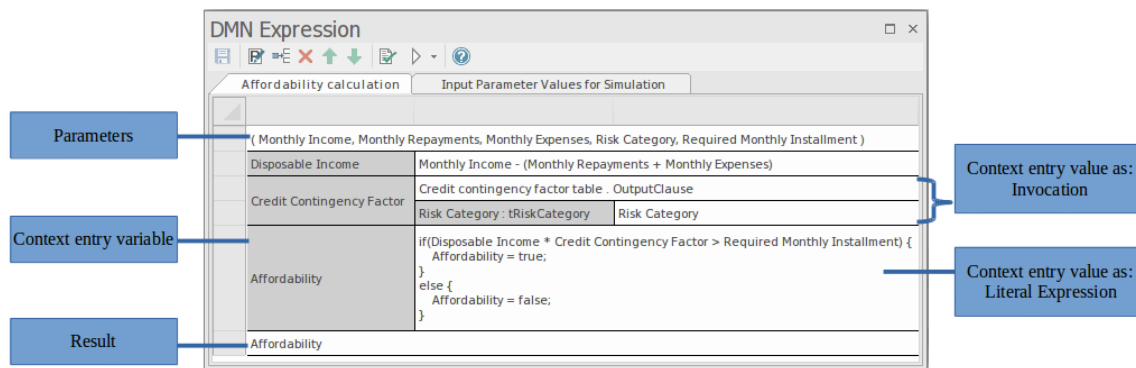 DMN Expression
Affordability calculation
Input Parameter Values for Simulation
Parameters
( Monthly Income, Monthly Repayments, Monthly Expenses, Risk Category, Required Monthly Installment )
Disposable Income
Monthly Income - (Monthly Repayments + Monthly Expenses)
Credit Contingency Factor
Credit contingency factor table . OutputClause
Risk Category : tRiskCategory
Risk Category
Context entry value as:
Invocation
Context entry variable
Affordability
if(Disposable Income * Credit Contingency Factor > Required Monthly Installment) {
Affordability = true;
}
else {
Affordability = false;
}
Context entry value as:
Literal Expression
Result
Affordability